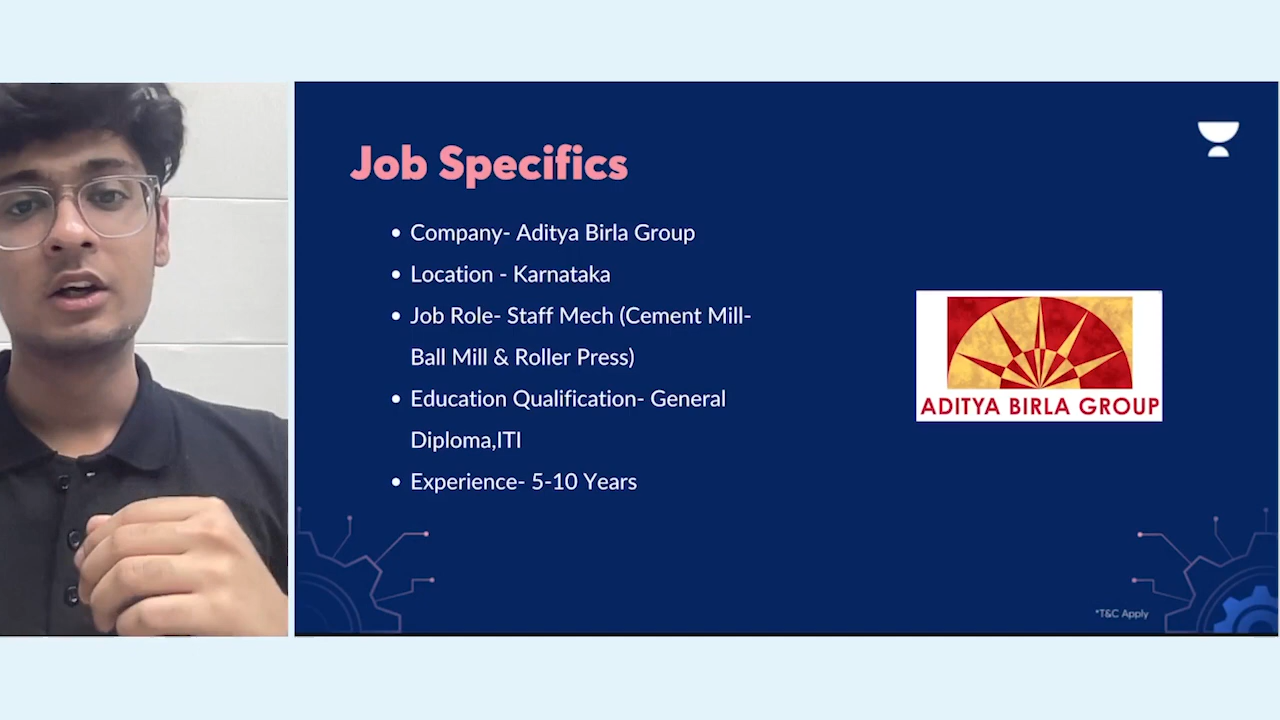 Job Specifics
• Company- Aditya Birla Group
• Location - Karnataka
• Job Role- Staff Mech (Cement Mill-
Ball Mill & Roller Press)
• Education Qualification- General
Diploma,ITI
• Experience- 5-10 Years
ADITYA BIRLA GROUP
*T&C Apply